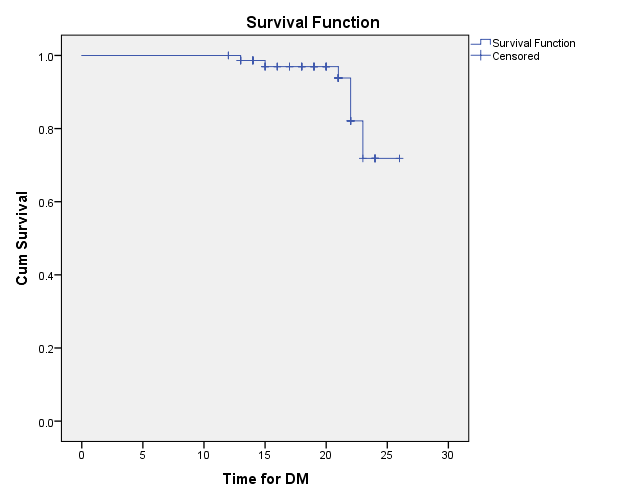 Survival Function
Survival Function
Censored
1.0
0.8
0.6
0.4
0.2
0.0
Cum Survival
0 5 10 15 20 25 30
Time for DM